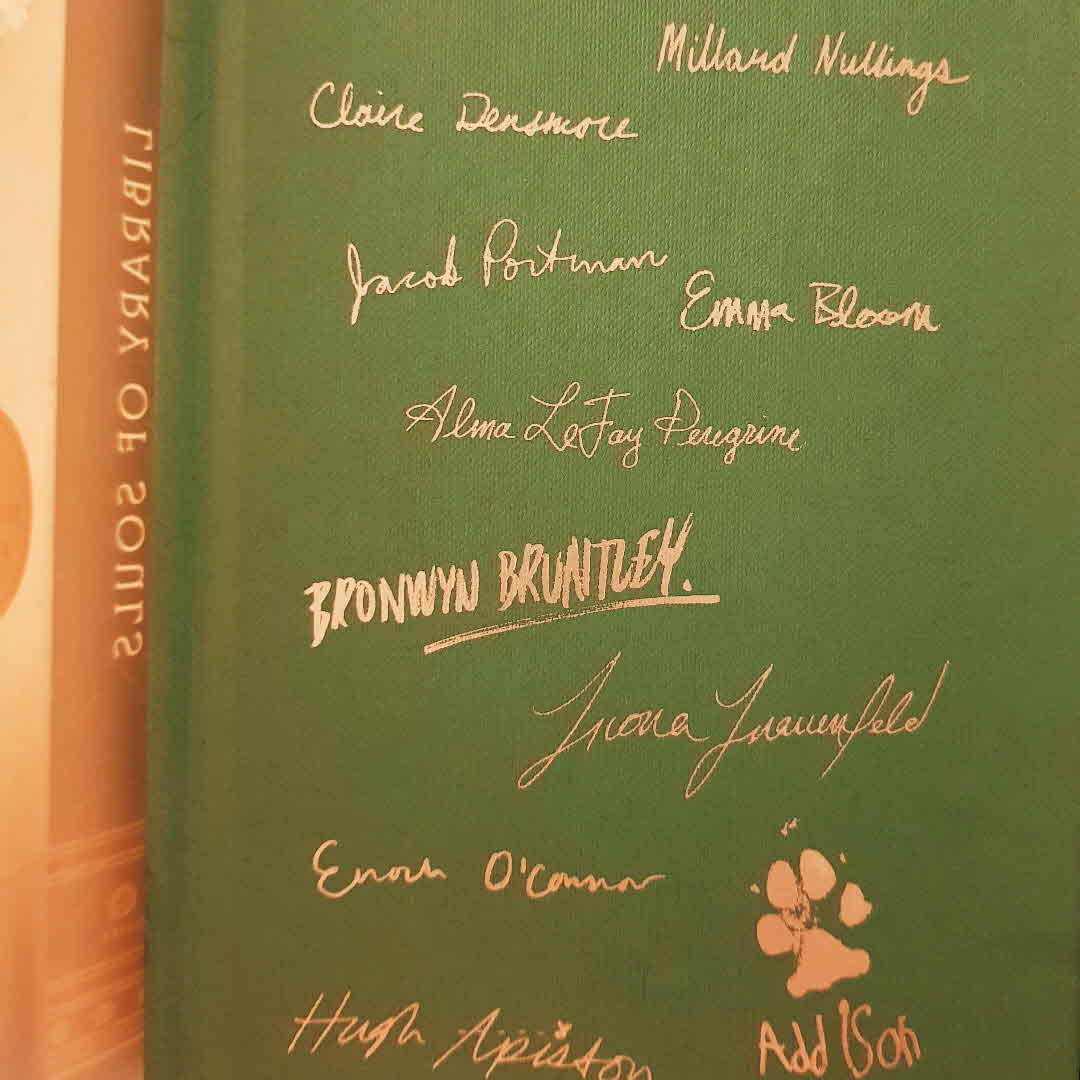 Millard Nullings
Claire Densmore
Jacob Portman
Emma Bloom
Alma LeFay Peregrine
BRONWYN BRUNTLEY.
Fiona Frauenfeld
Enoch O'Connor
Hugh Apiston
Addison
LIBRARY OF SOULS